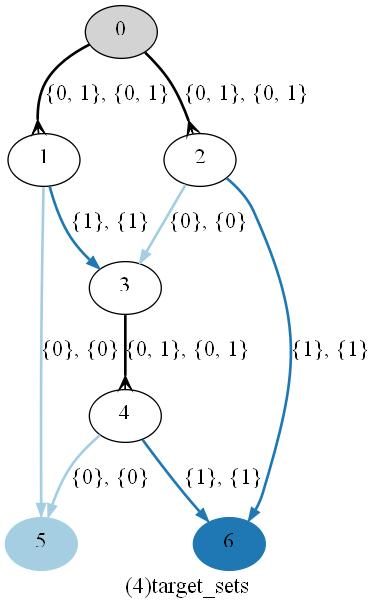 0
{0, 1}, {0, 1} {0, 1}, {0, 1}
1 2
{1}, {1} {0}, {0}
3
{0}, {0} {0, 1}, {0, 1} {1}, {1}
4
{0}, {0} {1}, {1}
5 6
(4)target_sets